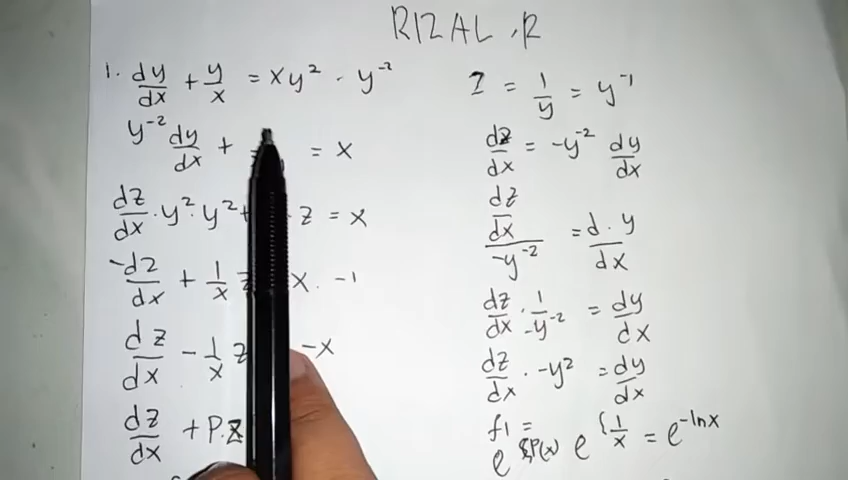 RIZAL .R
1. dy/dx + y/x = xy² · y⁻²
y⁻² dy/dx + = x
dz/dx · y² · y² + · z = x
-dz/dx + 1/x z x · -1
dz/dx - 1/x z -x
dz/dx + P.z
I = 1/y = y⁻¹
dz/dx = -y⁻² dy/dx
dz/dx / -y⁻² = d.y/dx
dz/dx · 1/-y⁻² = dy/dx
dz/dx · -y² = dy/dx
f1 =
e^∫P(x) e^∫1/x = e^-lnx